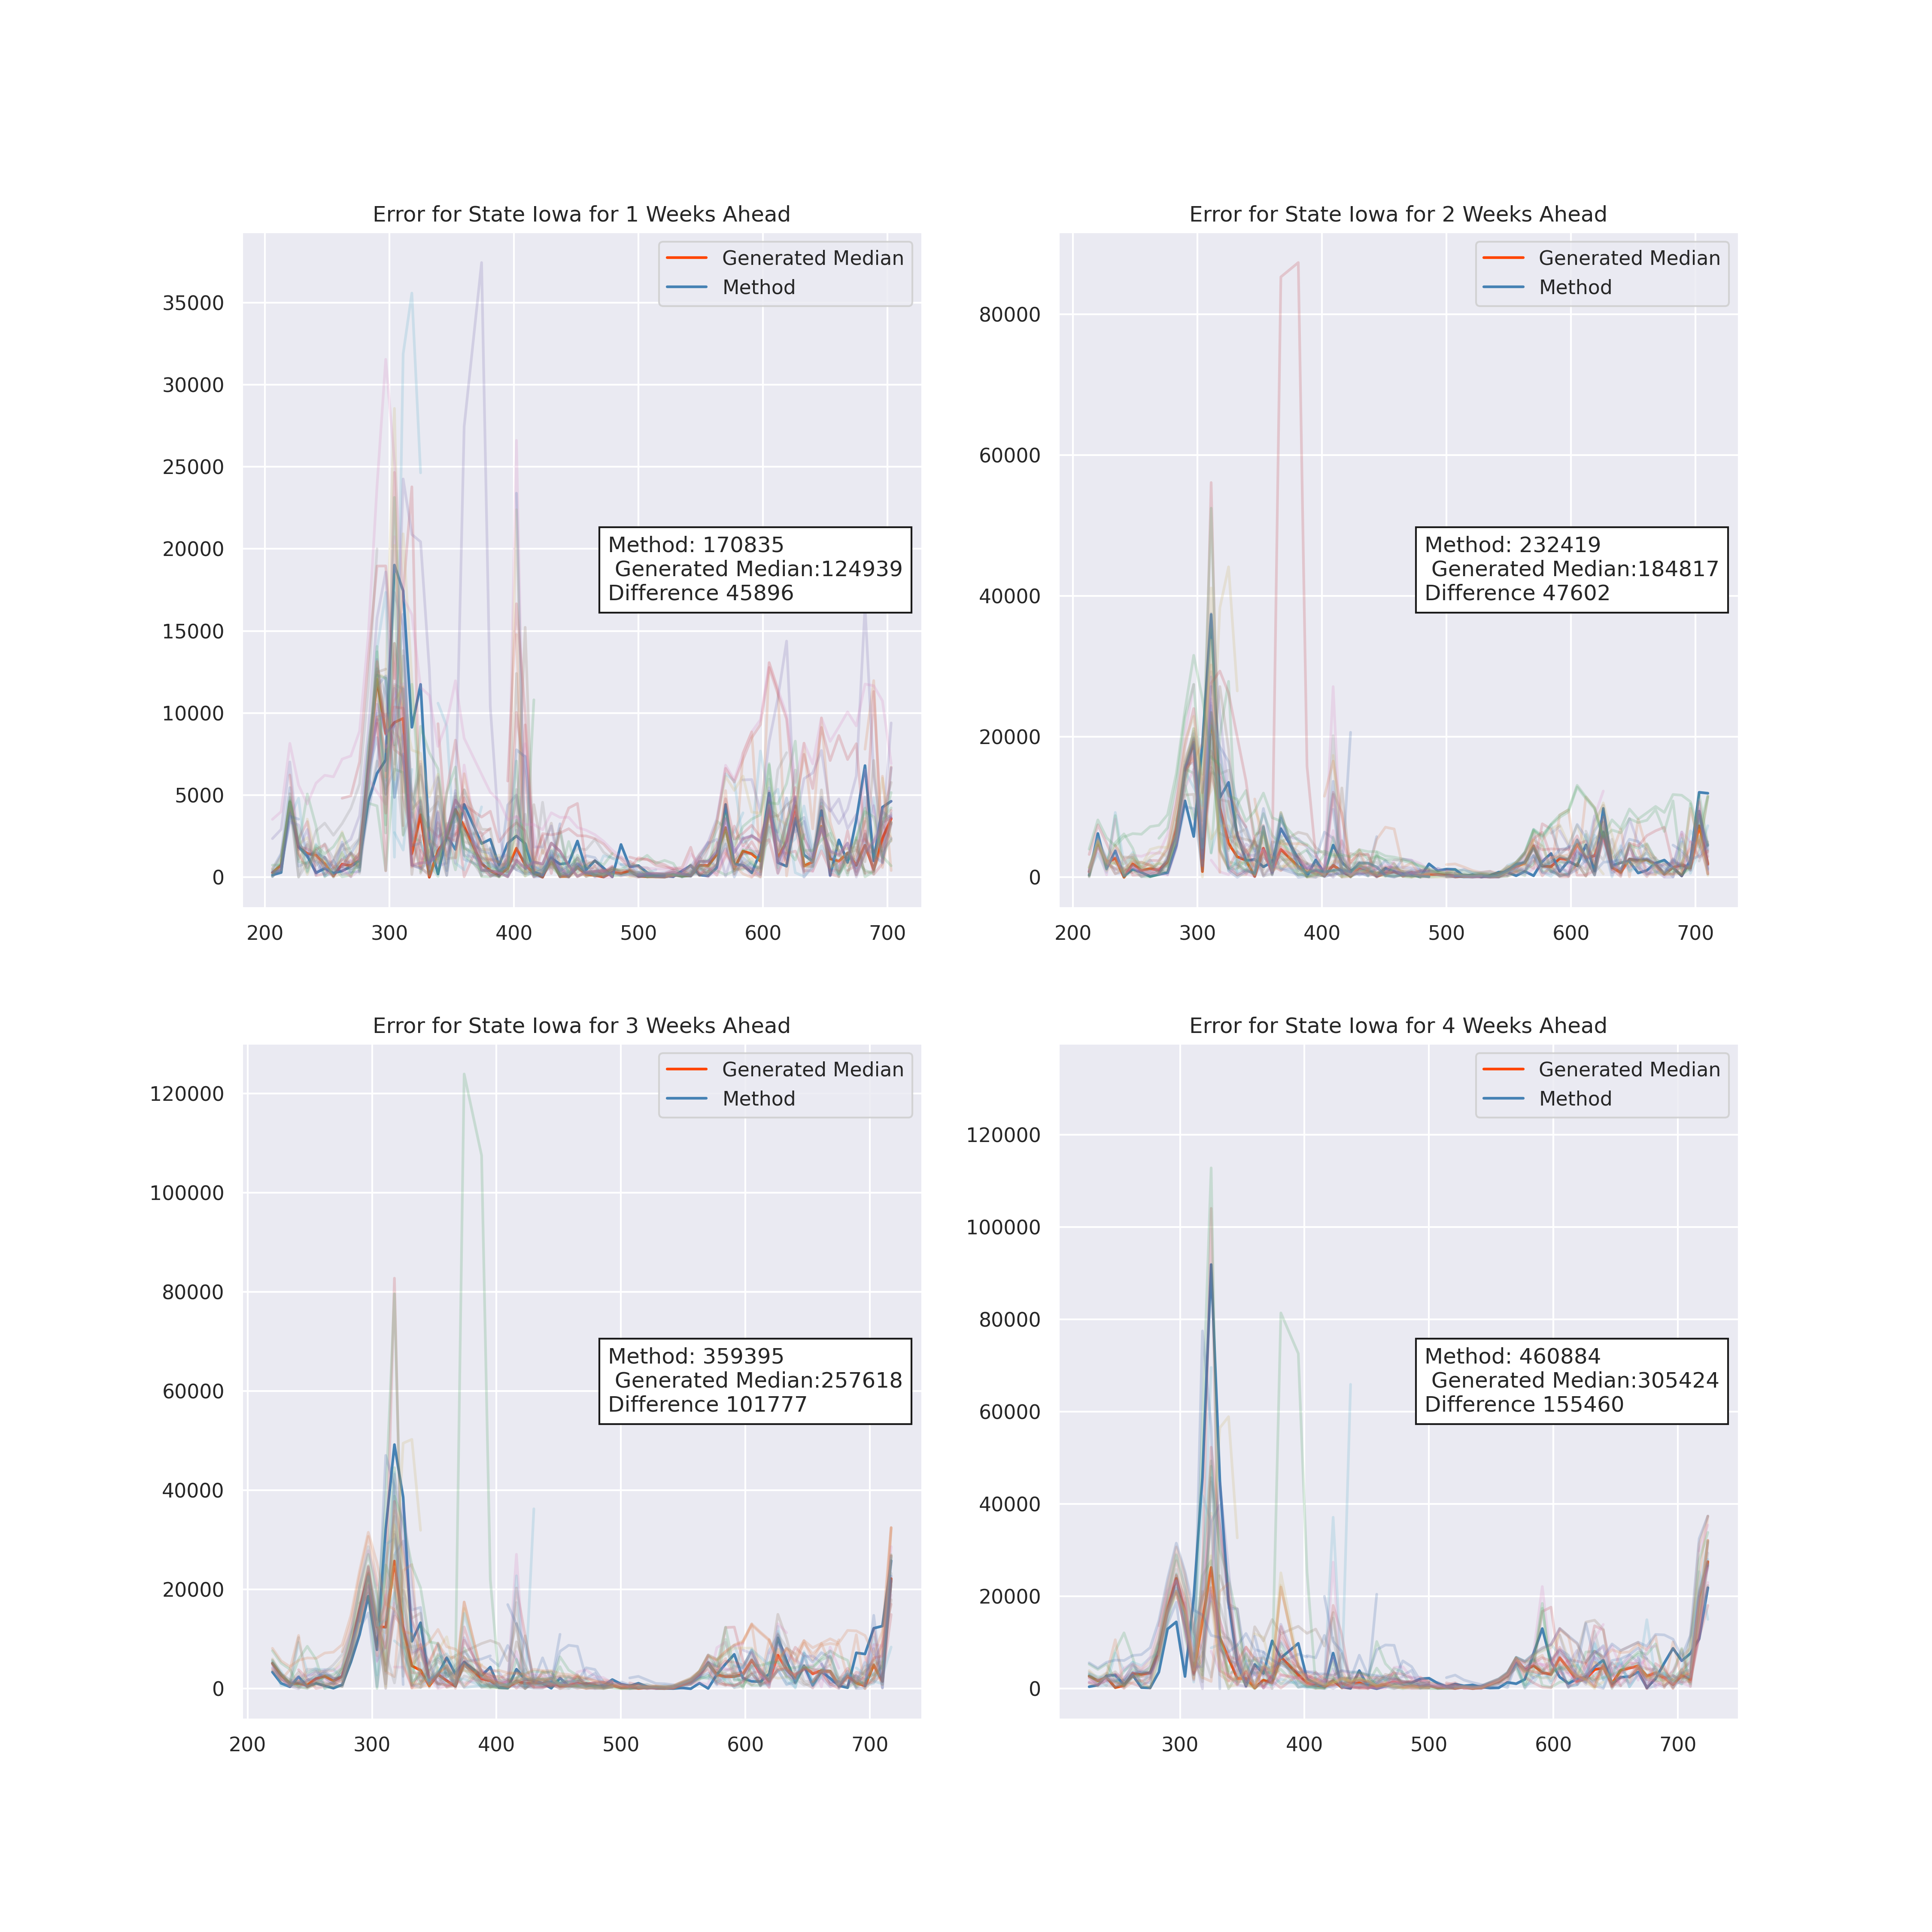 Error for State Iowa for 1 Weeks Ahead
Generated Median
Method
35000
30000
25000
20000
15000
10000
5000
0
Method: 170835
Generated Median:124939
Difference 45896
200 300 400 500 600 700
Error for State Iowa for 2 Weeks Ahead
Generated Median
Method
80000
60000
40000
20000
0
Method: 232419
Generated Median:184817
Difference 47602
200 300 400 500 600 700
Error for State Iowa for 3 Weeks Ahead
Generated Median
Method
120000
100000
80000
60000
40000
20000
0
Method: 359395
Generated Median:257618
Difference 101777
200 300 400 500 600 700
Error for State Iowa for 4 Weeks Ahead
Generated Median
Method
120000
100000
80000
60000
40000
20000
0
Method: 460884
Generated Median:305424
Difference 155460
300 400 500 600 700